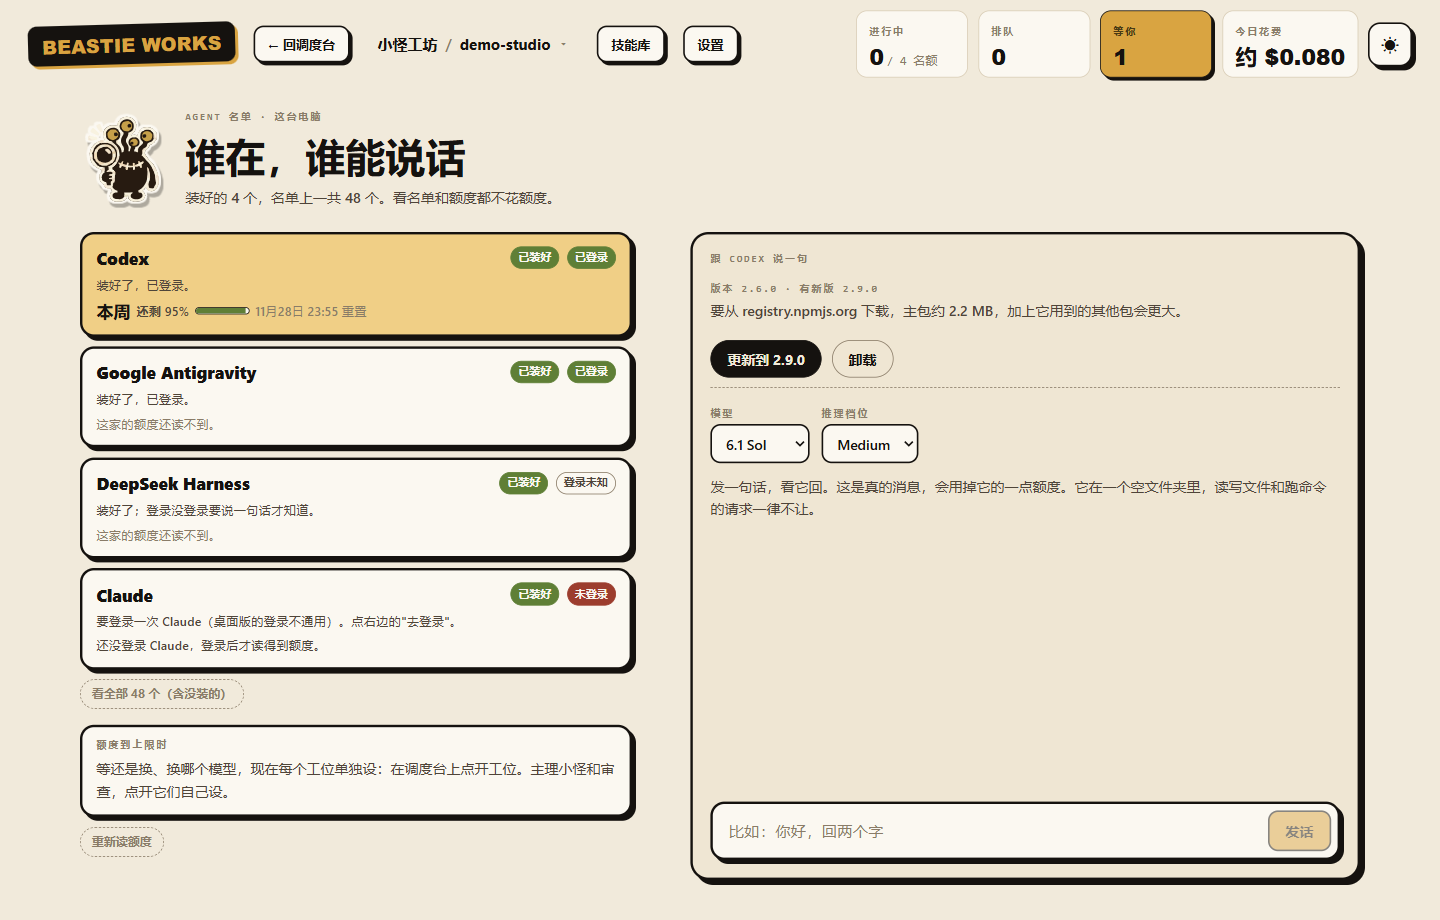 BEASTIE WORKS
← 回调度台
小怪工坊 / demo-studio
技能库
设置
进行中
0 / 4 名额
排队
0
等你
1
今日花费
约 $0.080
AGENT 名单 · 这台电脑
谁在，谁能说话
装好的 4 个，名单上一共 48 个。看名单和额度都不花额度。
Codex
已装好
已登录
装好了，已登录。
本周 还剩 95% 11月28日 23:55 重置
Google Antigravity
已装好
已登录
装好了，已登录。
这家的额度还读不到。
DeepSeek Harness
已装好
登录未知
装好了；登录没登录要说一句话才知道。
这家的额度还读不到。
Claude
已装好
未登录
要登录一次 Claude（桌面版的登录不通用）。点右边的"去登录"。
还没登录 Claude，登录后才读得到额度。
看全部 48 个（含没装的）
额度到上限时
等还是换、换哪个模型，现在每个工位单独设：在调度台上点开工位。主理小怪和审
查，点开它们自己设。
重新读额度
跟 CODEX 说一句
版本 2.6.0 · 有新版 2.9.0
要从 registry.npmjs.org 下载，主包约 2.2 MB，加上它用到的其他包会更大。
更新到 2.9.0
卸载
模型
推理档位
6.1 Sol
Medium
发一句话，看它回。这是真的消息，会用掉它的一点额度。它在一个空文件夹里，读写文件和跑命令
的请求一律不让。
比如：你好，回两个字
发话